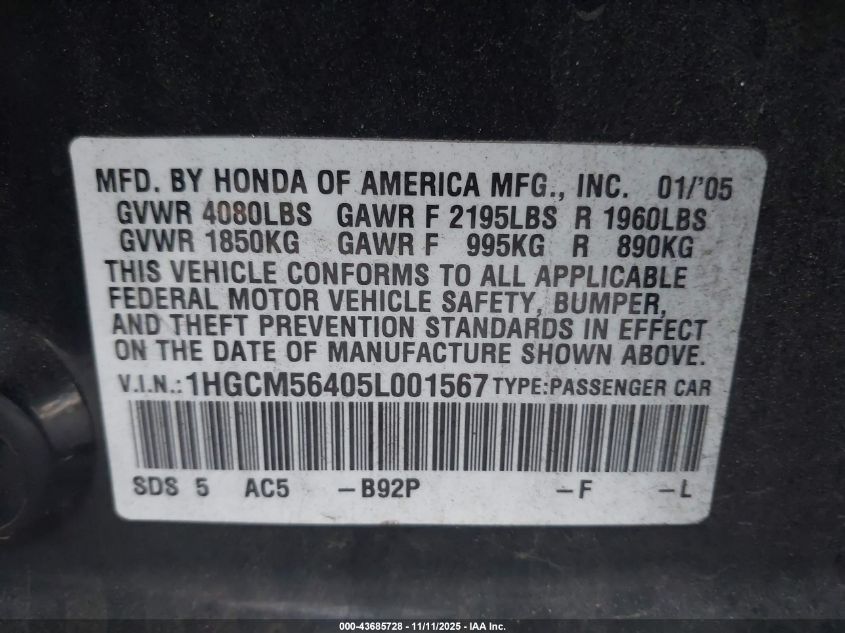 MFD. BY HONDA OF AMERICA MFG., INC. 01/'05
GVWR 4080LBS GAWR F 2195LBS R 1960LBS
GVWR 1850KG GAWR F 995KG R 890KG
THIS VEHICLE CONFORMS TO ALL APPLICABLE
FEDERAL MOTOR VEHICLE SAFETY, BUMPER,
AND THEFT PREVENTION STANDARDS IN EFFECT
ON THE DATE OF MANUFACTURE SHOWN ABOVE.
V.I.N.: 1HGCM56405L001567 TYPE:PASSENGER CAR
SDS 5 AC5 –B92P –F –L
000-43685728 - 11/11/2025 - IAA Inc.